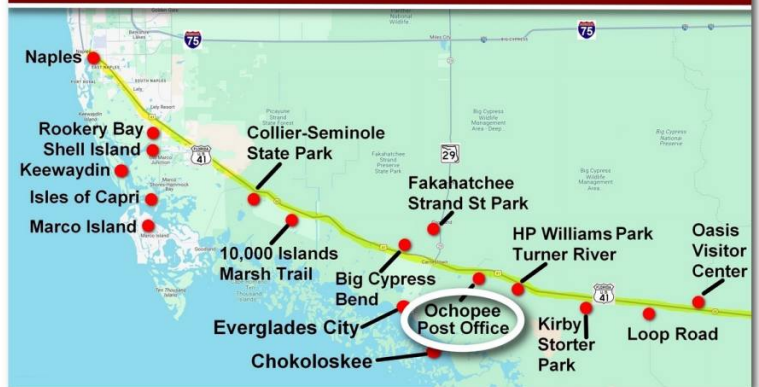 75
75
Naples
Rookery Bay
Shell Island
Keewaydin
Isles of Capri
Marco Island
41
Collier-Seminole
State Park
29
Fakahatchee
Strand St Park
10,000 Islands
Marsh Trail
Big Cypress
Bend
HP Williams Park
Turner River
Oasis
Visitor
Center
41
Everglades City
Ochopee
Post Office
Kirby
Storter
Park
Loop Road
Chokoloskee